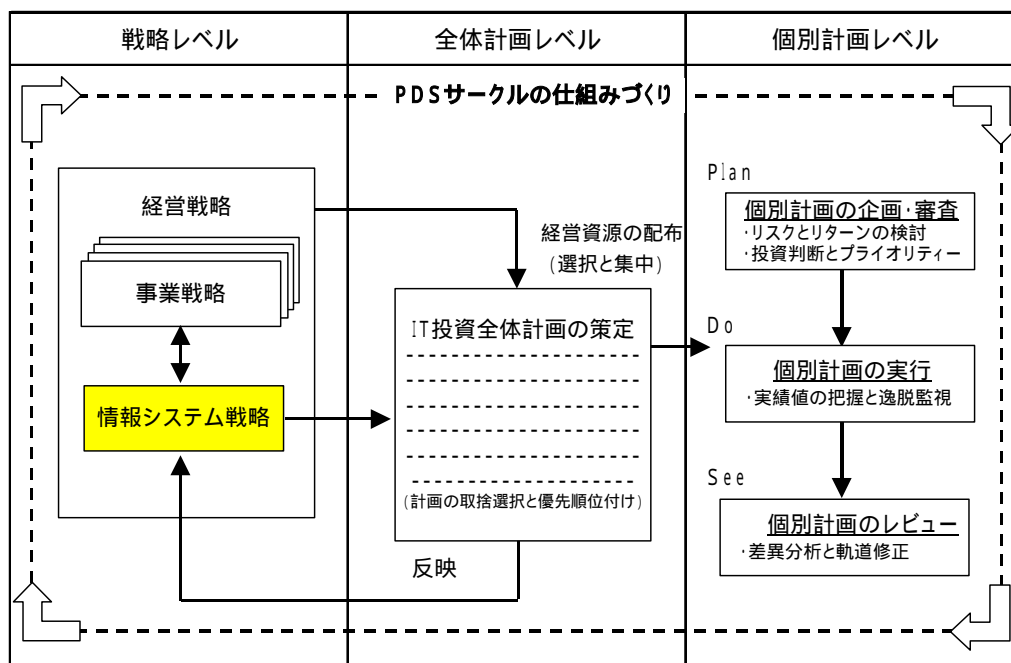 戦略レベル
全体計画レベル
個別計画レベル
PDSサークルの仕組みづくり
経営戦略
事業戦略
情報システム戦略
経営資源の配布
(選択と集中)
IT投資全体計画の策定
(計画の取捨選択と優先順位付け)
反映
Plan
個別計画の企画・審査
・リスクとリターンの検討
・投資判断とプライオリティー
Do
個別計画の実行
・実績値の把握と逸脱監視
See
個別計画のレビュー
・差異分析と軌道修正